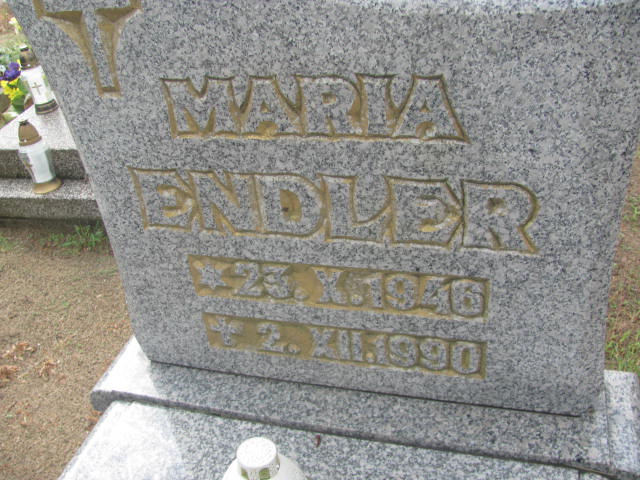 MARIA
ENDLER
* 23. X. 1946
✝ 2. XII. 1990